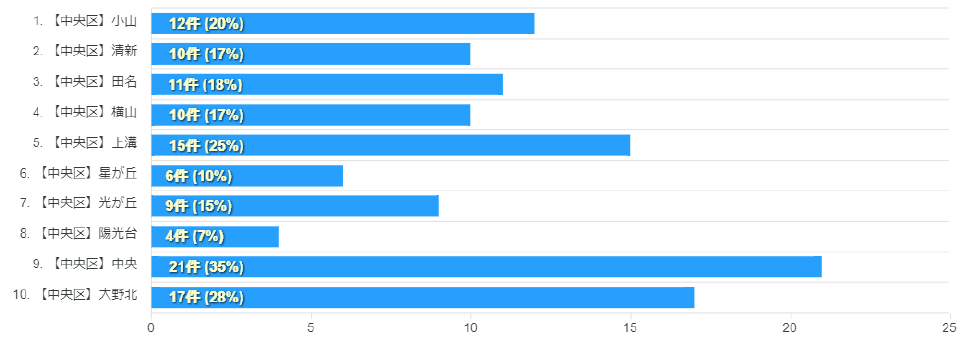 1. 【中央区】小山 12件 (20%)
2. 【中央区】清新 10件 (17%)
3. 【中央区】田名 11件 (18%)
4. 【中央区】横山 10件 (17%)
5. 【中央区】上溝 15件 (25%)
6. 【中央区】星が丘 6件 (10%)
7. 【中央区】光が丘 9件 (15%)
8. 【中央区】陽光台 4件 (7%)
9. 【中央区】中央 21件 (35%)
10. 【中央区】大野北 17件 (28%)
0 5 10 15 20 25